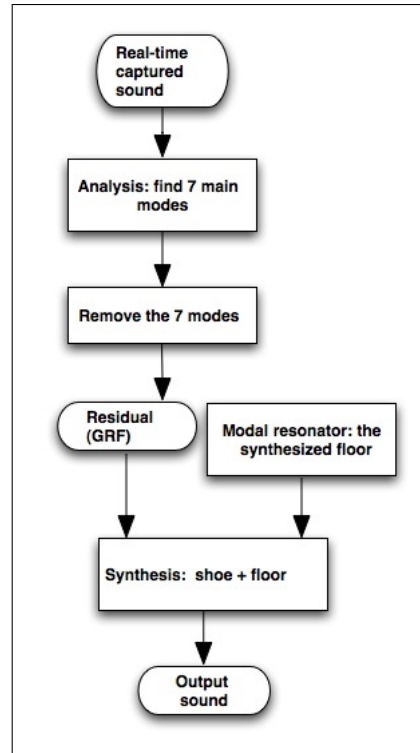 Real-time
captured
sound
Analysis: find 7 main
modes
Remove the 7 modes
Residual
(GRF)
Modal resonator: the
synthesized floor
Synthesis: shoe + floor
Output
sound